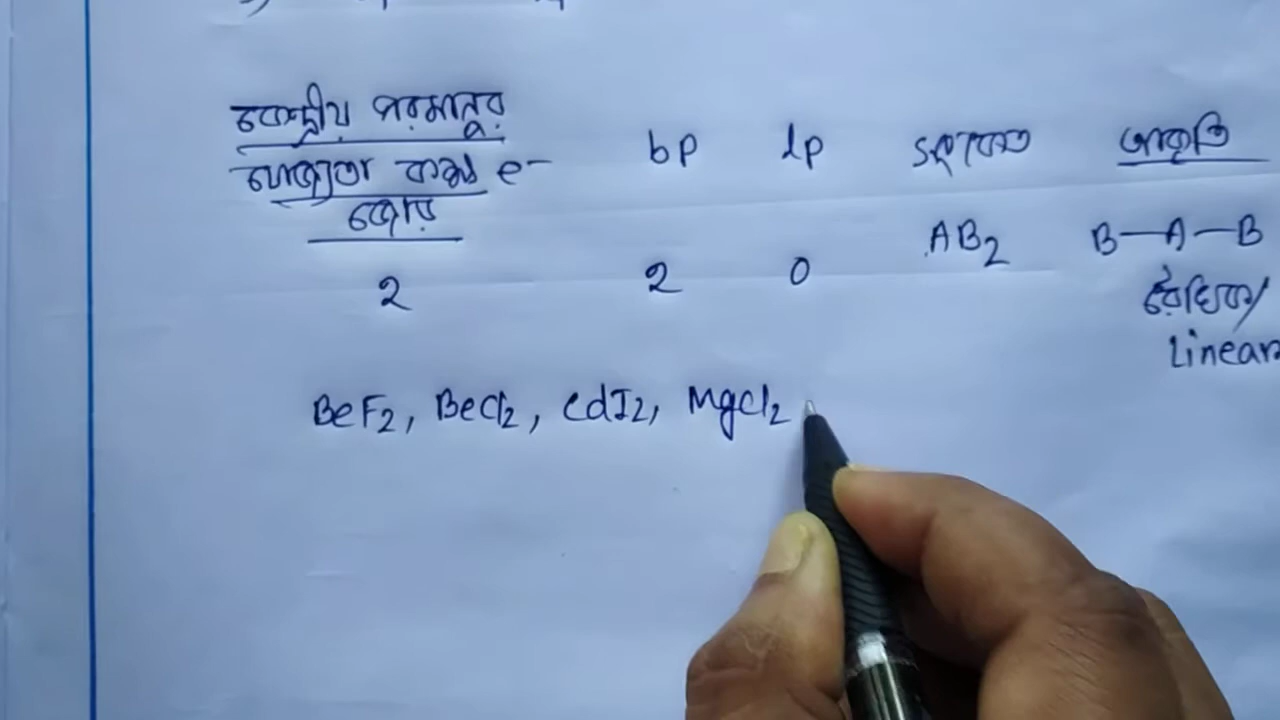 কেন্দ্রীয় পরমানুর
যোজ্যতা কক্ষে e−
জোর
bp lp সংকেত আকৃতি
2 2 0 AB2 B—A—B
রৈখিক/
Linear
BeF2, BeCl2, CdI2, MgCl2